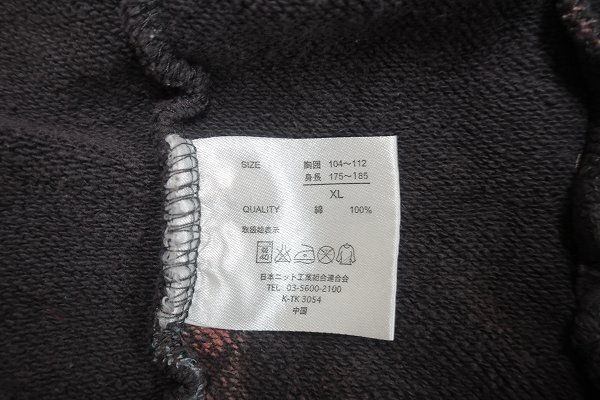 SIZE 胸囲 104～112
身長 175～185
XL
QUALITY 綿 100%
取扱絵表示
弱
40
日本ニット工業組合連合会
TEL 03-5600-2100
K-TK 3054
中国